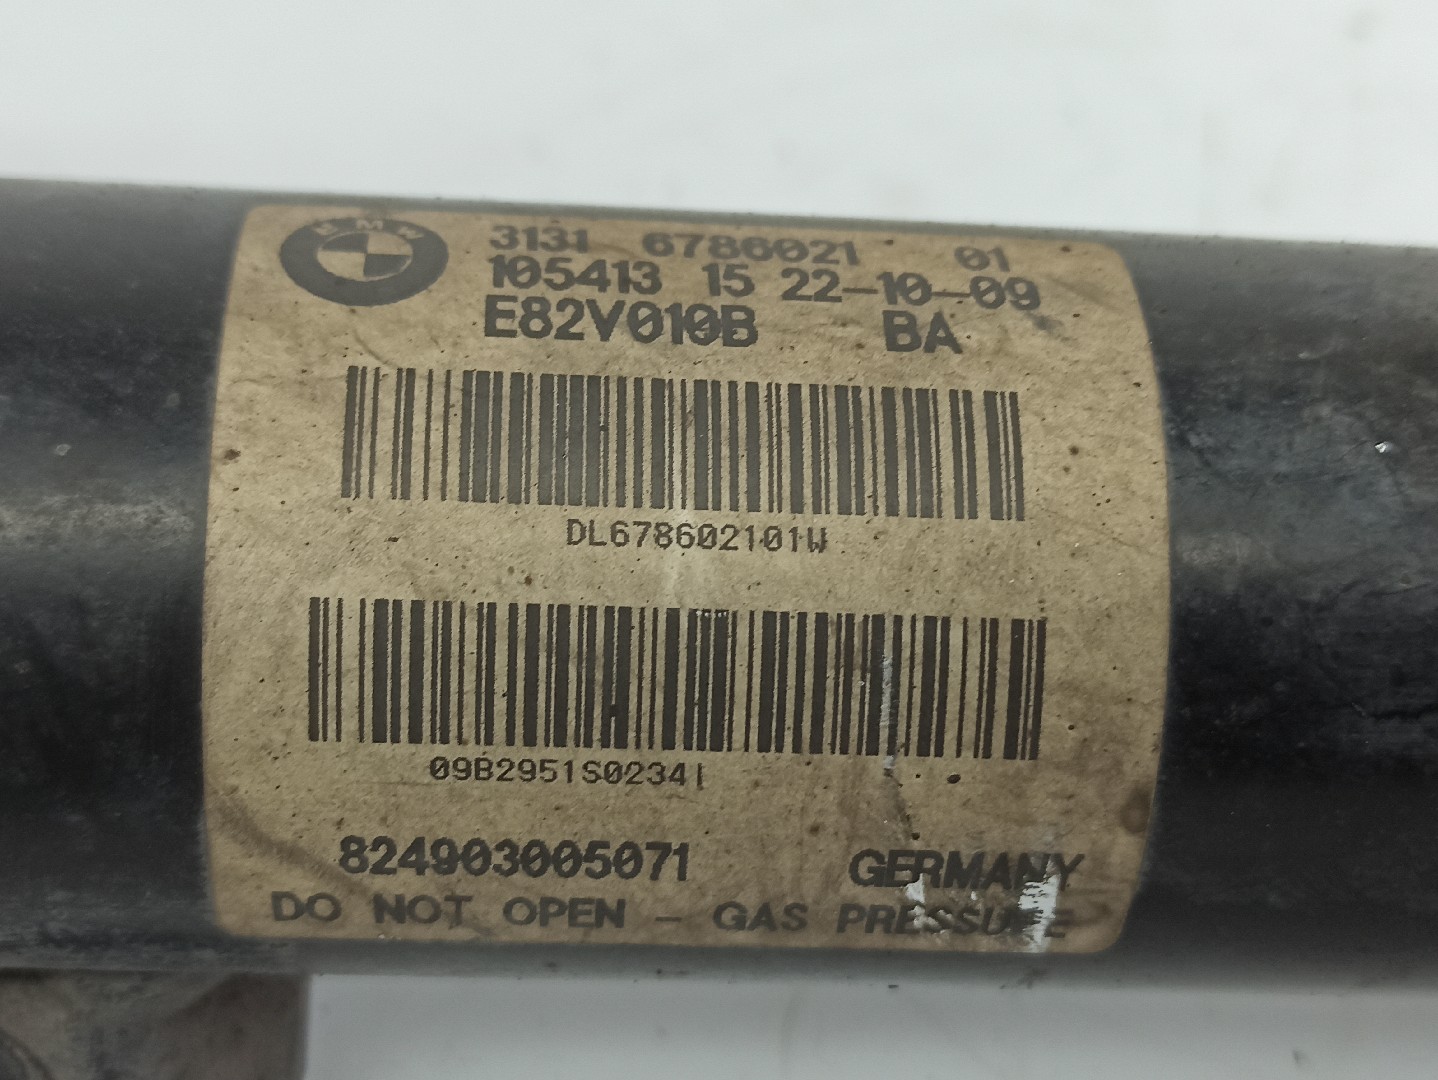 BMW
3131 6786021 01
105413 15 22-10-09
E82V010B BA
DL678602101W
09B2951S0234|
824903005071 GERMANY
DO NOT OPEN - GAS PRESSURE